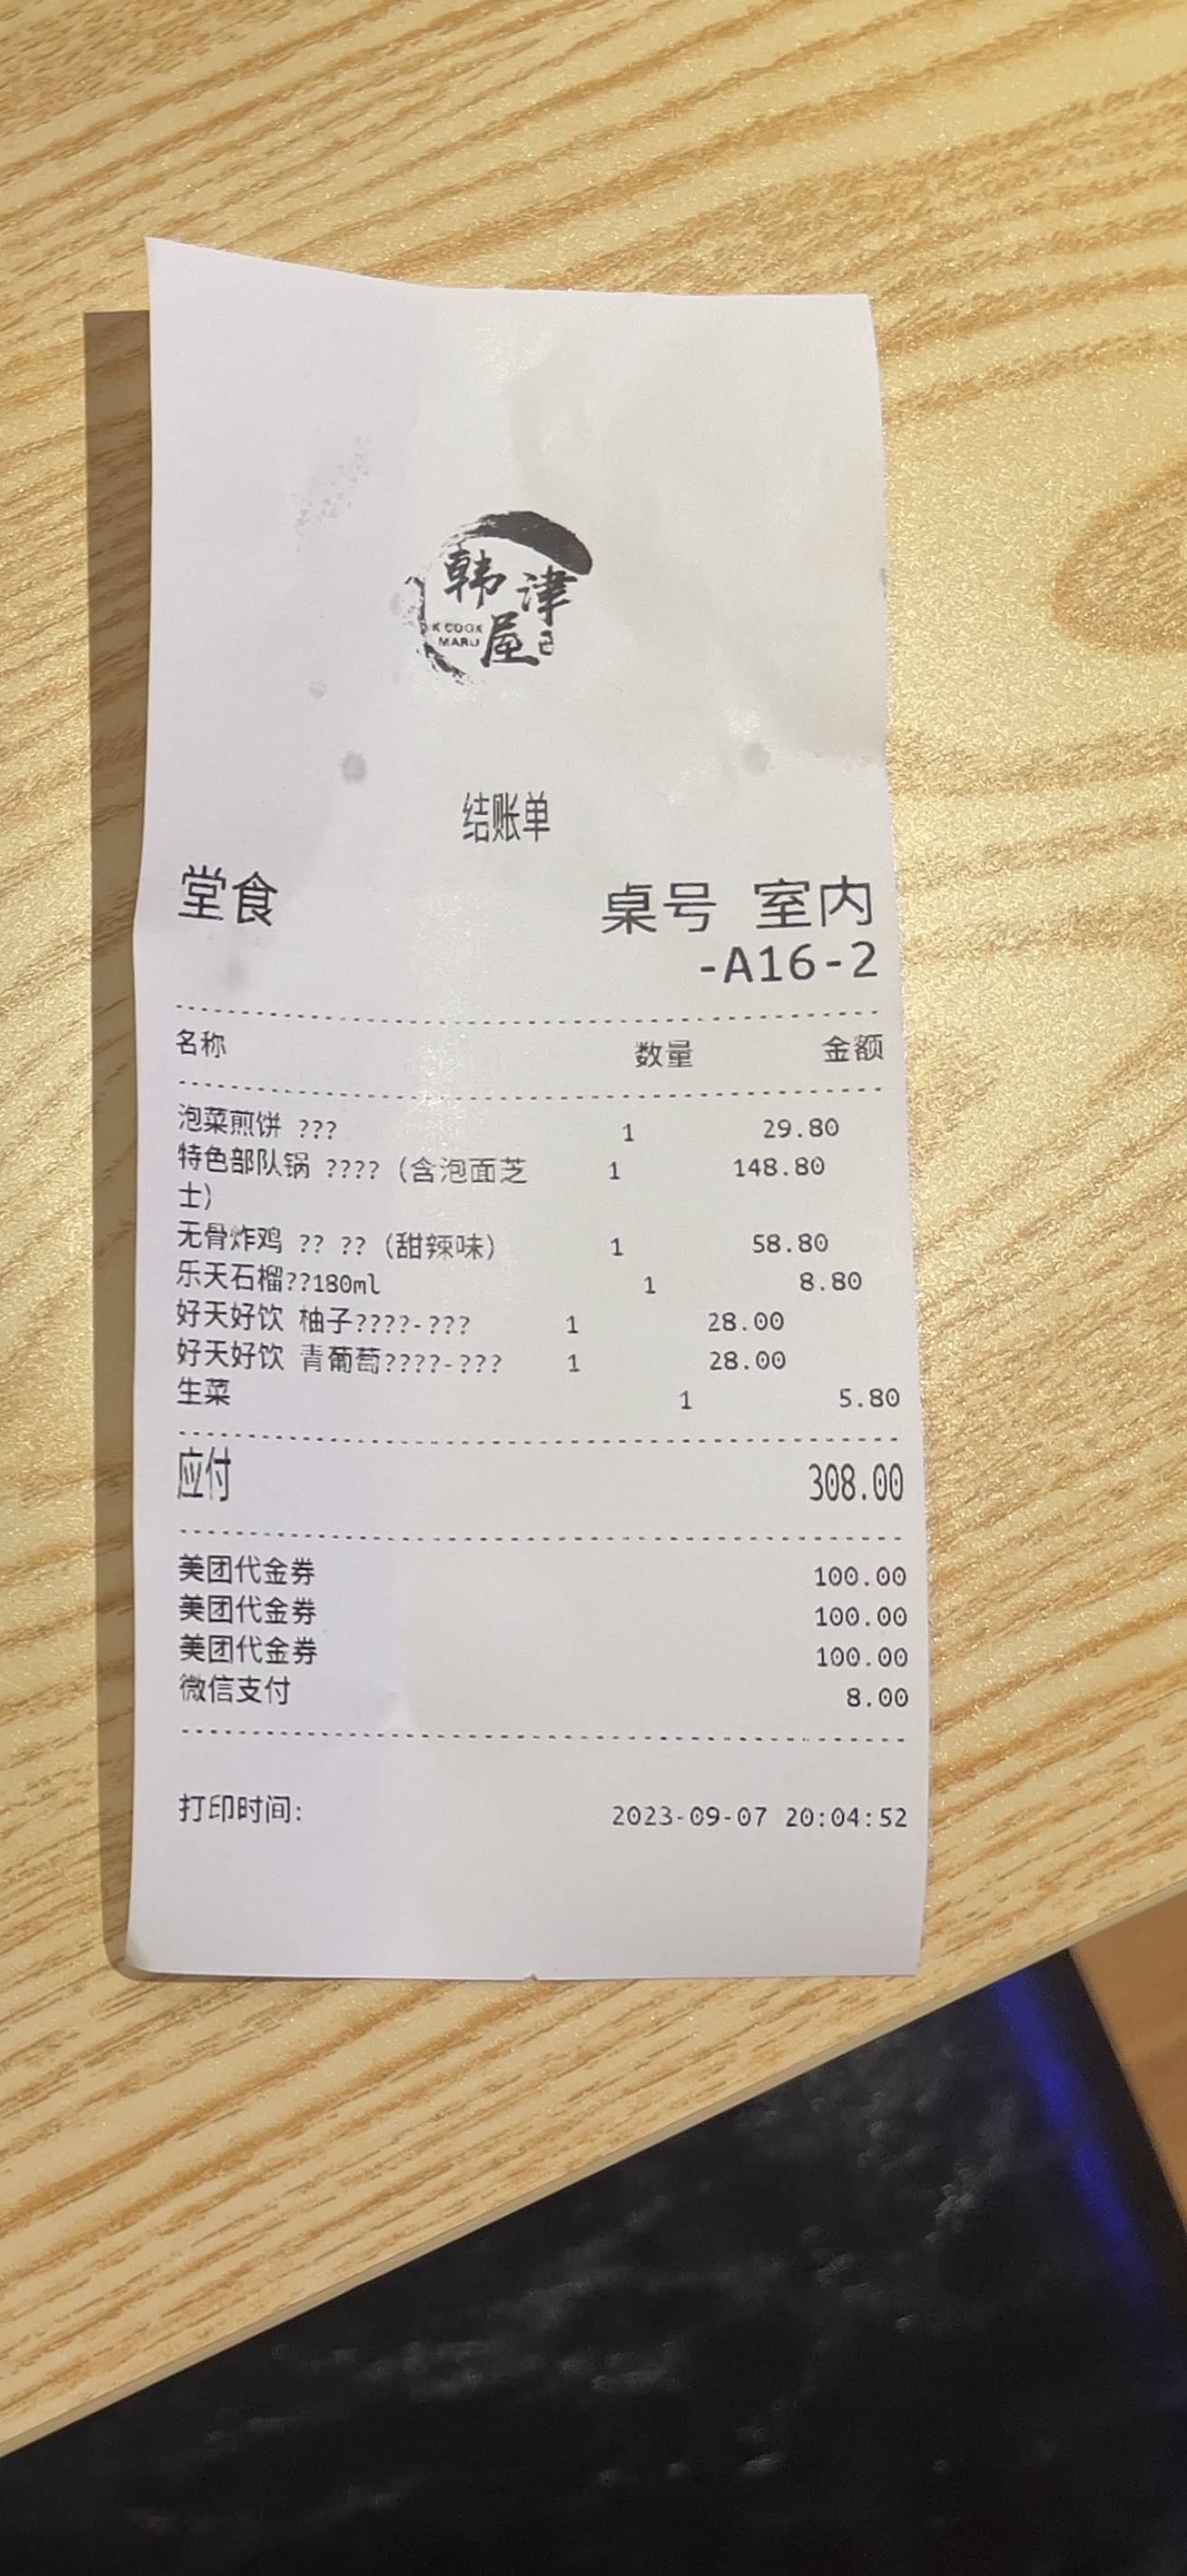 韩津
屋
K COOK
MARU
结账单
堂食 桌号 室内
-A16-2
名称 数量 金额
泡菜煎饼 ??? 1 29.80
特色部队锅 ????（含泡面芝 1 148.80
士）
无骨炸鸡 ?? ??（甜辣味） 1 58.80
乐天石榴??180ml 1 8.80
好天好饮 柚子????-??? 1 28.00
好天好饮 青葡萄????-??? 1 28.00
生菜 1 5.80
应付 308.00
美团代金券 100.00
美团代金券 100.00
美团代金券 100.00
微信支付 8.00
打印时间: 2023-09-07 20:04:52